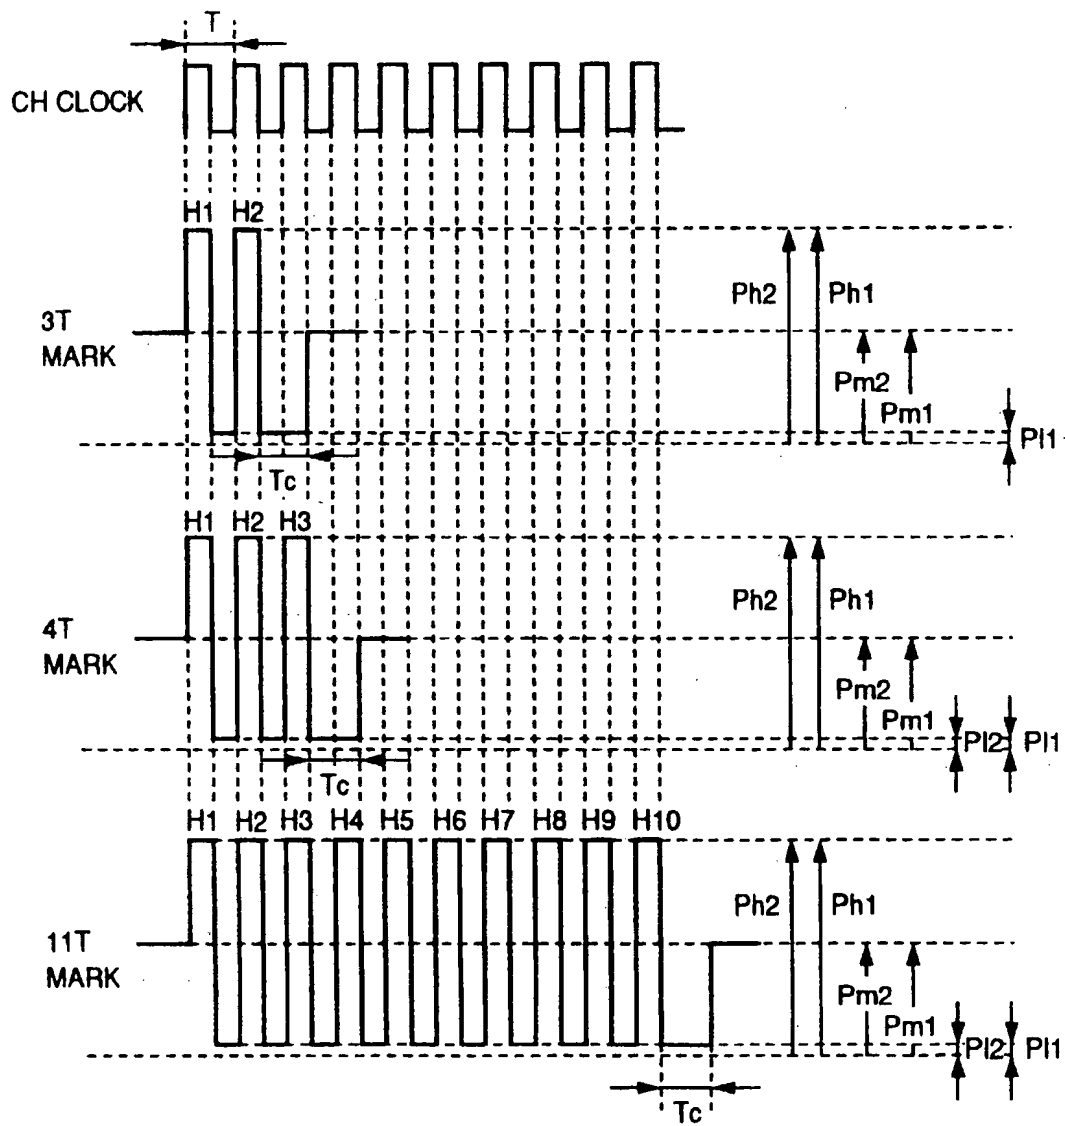 T
CH CLOCK
H1 H2
3T
MARK
Ph2 Ph1
Pm2
Pm1
Pl1
Tc
H1 H2 H3
4T
MARK
Ph2 Ph1
Pm2
Pm1
Pl2 Pl1
Tc
H1 H2 H3 H4 H5 H6 H7 H8 H9 H10
11T
MARK
Ph2 Ph1
Pm2
Pm1
Pl2 Pl1
Tc